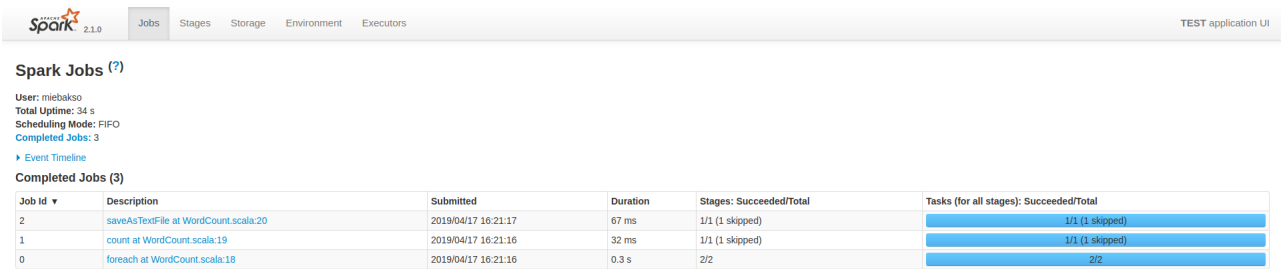 APACHE Spark 2.1.0 Jobs Stages Storage Environment Executors TEST application UI
Spark Jobs (?)
User: miebakso
Total Uptime: 34 s
Scheduling Mode: FIFO
Completed Jobs: 3
Event Timeline
Completed Jobs (3)
Job Id ▼ Description Submitted Duration Stages: Succeeded/Total Tasks (for all stages): Succeeded/Total
2 saveAsTextFile at WordCount.scala:20 2019/04/17 16:21:17 67 ms 1/1 (1 skipped) 1/1 (1 skipped)
1 count at WordCount.scala:19 2019/04/17 16:21:16 32 ms 1/1 (1 skipped) 1/1 (1 skipped)
0 foreach at WordCount.scala:18 2019/04/17 16:21:16 0.3 s 2/2 2/2